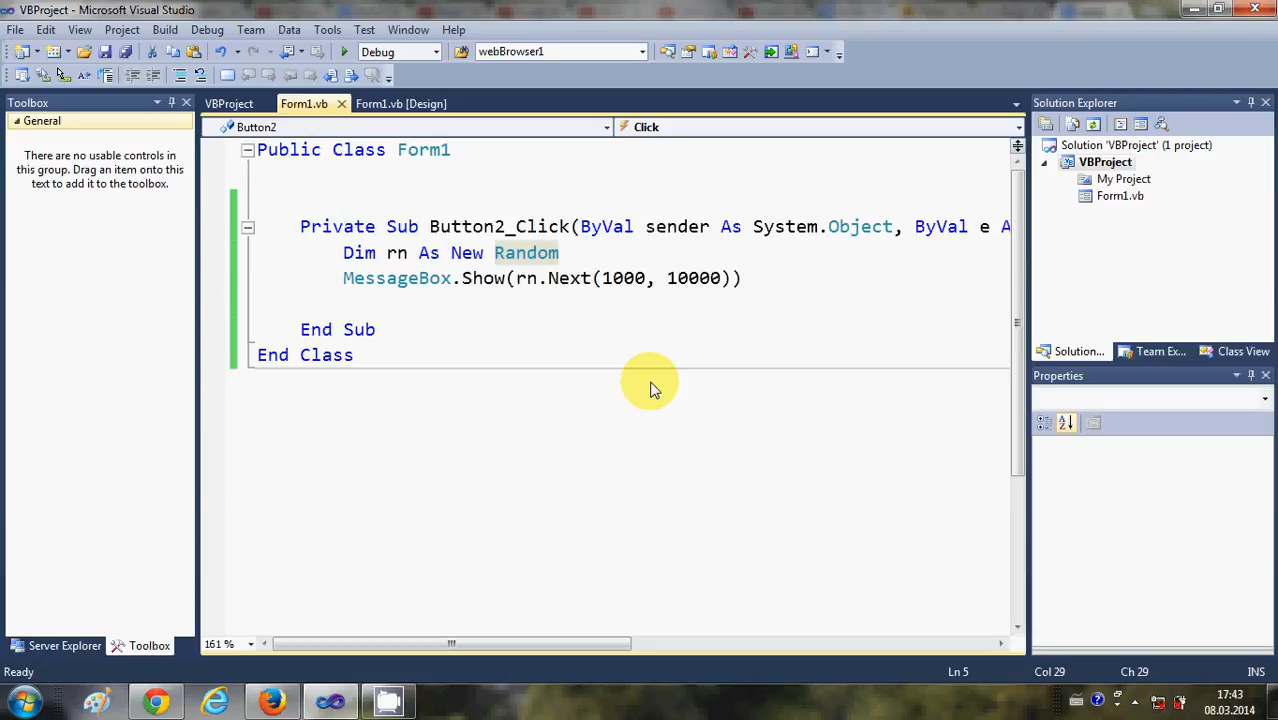 VBProject - Microsoft Visual Studio
File Edit View Project Build Debug Team Data Tools Test Window Help
Debug webBrowser1
Toolbox
General
There are no usable controls in
this group. Drag an item onto this
text to add it to the toolbox.
Server Explorer Toolbox
VBProject Form1.vb Form1.vb [Design]
Button2 Click
Public Class Form1
Private Sub Button2_Click(ByVal sender As System.Object, ByVal e A
Dim rn As New Random
MessageBox.Show(rn.Next(1000, 10000))
End Sub
End Class
161 %
Solution Explorer
Solution 'VBProject' (1 project)
VBProject
My Project
Form1.vb
Solution... Team Ex... Class View
Properties
Ready Ln 5 Col 29 Ch 29 INS
17:43
08.03.2014